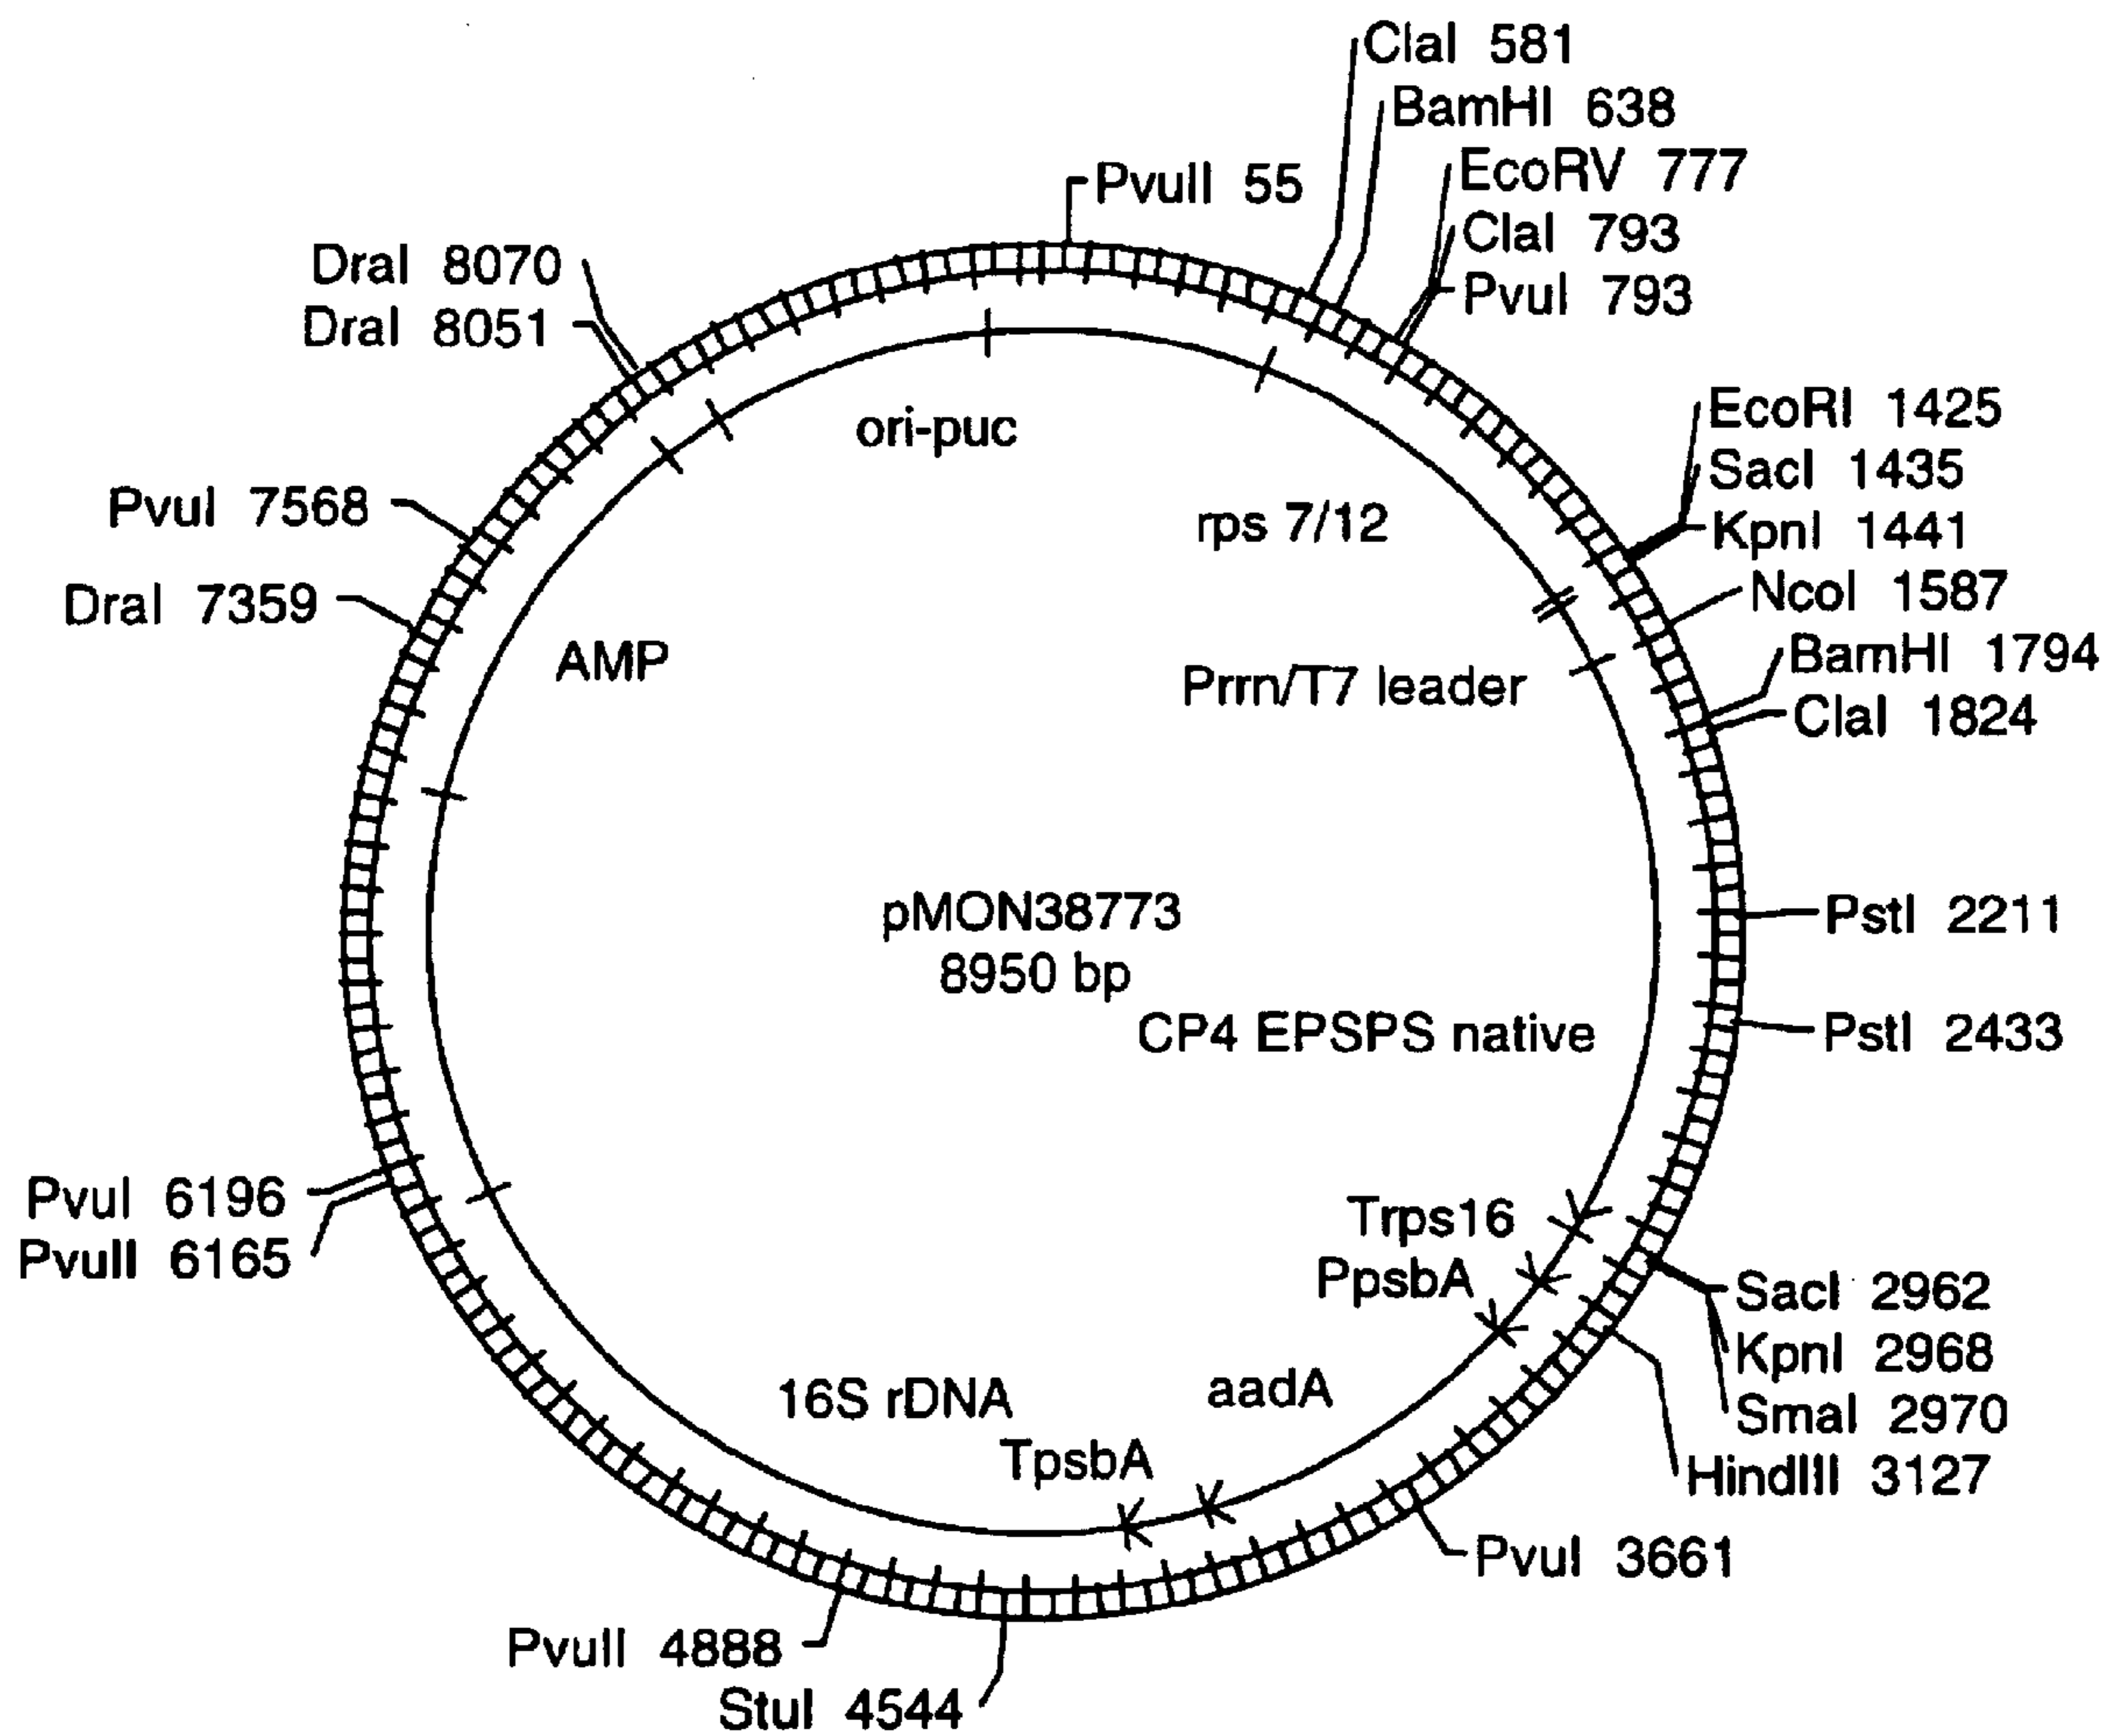 ClaI 581
BamHI 638
PvuII 55
EcoRV 777
ClaI 793
PvuI 793
DraI 8070
DraI 8051
EcoRI 1425
SacI 1435
KpnI 1441
NcoI 1587
BamHI 1794
ClaI 1824
ori-puc
rps 7/12
PvuI 7568
DraI 7359
AMP
Prrn/T7 leader
pMON38773
8950 bp
PstI 2211
PstI 2433
CP4 EPSPS native
PvuI 6196
PvuII 6165
Trps16
PpsbA
SacI 2962
KpnI 2968
SmaI 2970
HindIII 3127
16S rDNA
aadA
TpsbA
PvuI 3661
PvuII 4888
StuI 4544